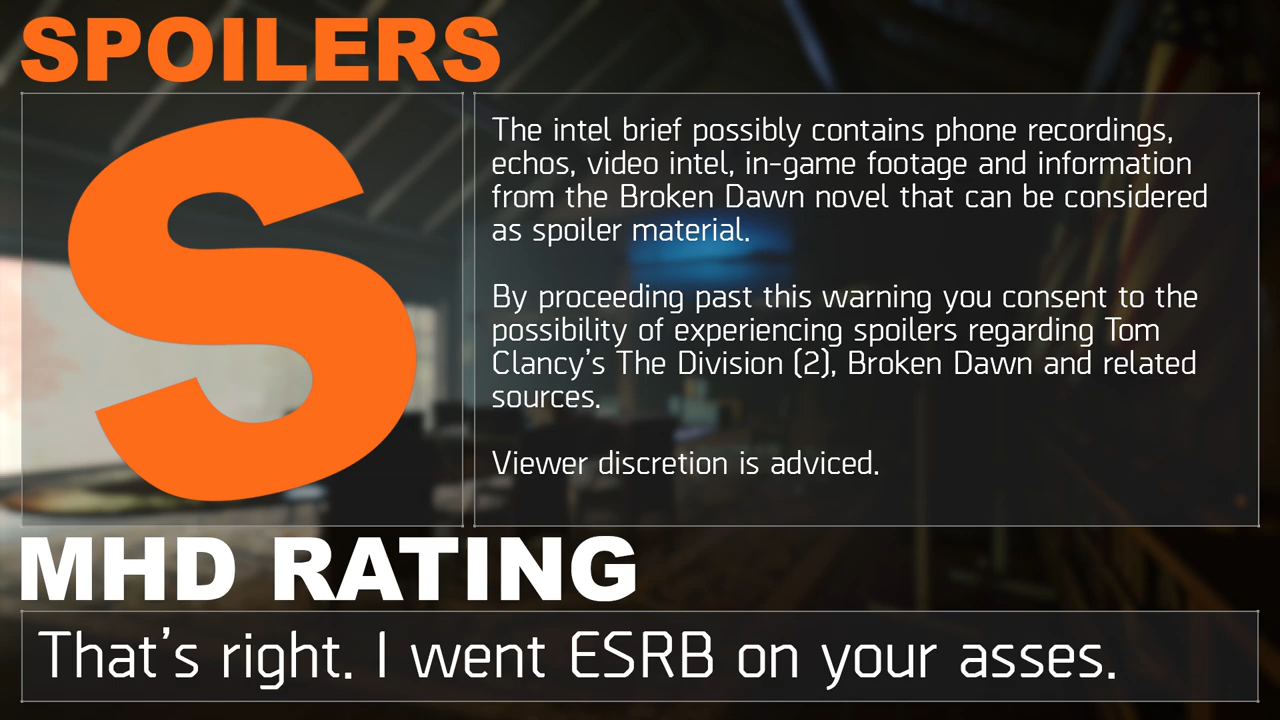 SPOILERS
S
The intel brief possibly contains phone recordings,
echos, video intel, in-game footage and information
from the Broken Dawn novel that can be considered
as spoiler material.
By proceeding past this warning you consent to the
possibility of experiencing spoilers regarding Tom
Clancy's The Division (2), Broken Dawn and related
sources.
Viewer discretion is adviced.
MHD RATING
That's right. I went ESRB on your asses.